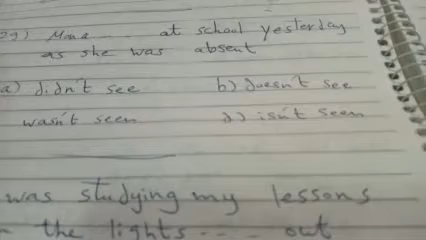 29) Mona .... at school yesterday
as she was absent
a) didn't see b) doesn't see
wasn't seen d) isn't seen
was studying my lessons
the lights .... out